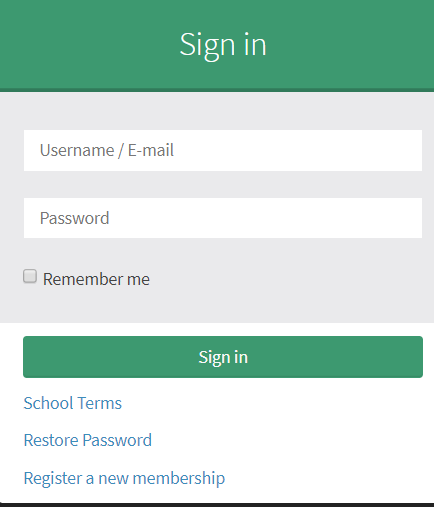 Sign in
Username / E-mail
Password
Remember me
Sign in
School Terms
Restore Password
Register a new membership